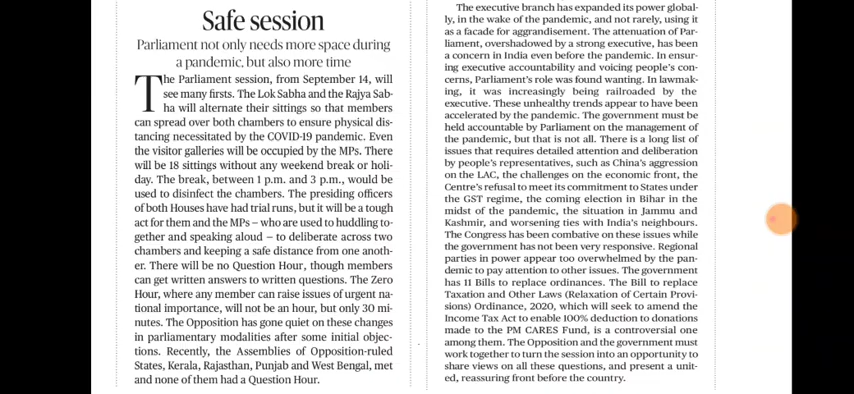 Safe session
Parliament not only needs more space during
a pandemic, but also more time
The Parliament session, from September 14, will
see many firsts. The Lok Sabha and the Rajya Sab-
ha will alternate their sittings so that members
can spread over both chambers to ensure physical dis-
tancing necessitated by the COVID-19 pandemic. Even
the visitor galleries will be occupied by the MPs. There
will be 18 sittings without any weekend break or holi-
day. The break, between 1 p.m. and 3 p.m., would be
used to disinfect the chambers. The presiding officers
of both Houses have had trial runs, but it will be a tough
act for them and the MPs – who are used to huddling to-
gether and speaking aloud – to deliberate across two
chambers and keeping a safe distance from one anoth-
er. There will be no Question Hour, though members
can get written answers to written questions. The Zero
Hour, where any member can raise issues of urgent na-
tional importance, will not be an hour, but only 30 mi-
nutes. The Opposition has gone quiet on these changes
in parliamentary modalities after some initial objec-
tions. Recently, the Assemblies of Opposition-ruled
States, Kerala, Rajasthan, Punjab and West Bengal, met
and none of them had a Question Hour.
The executive branch has expanded its power global-
ly, in the wake of the pandemic, and not rarely, using it
as a facade for aggrandisement. The attenuation of Par-
liament, overshadowed by a strong executive, has been
a concern in India even before the pandemic. In ensur-
ing executive accountability and voicing people's con-
cerns, Parliament's role was found wanting. In lawmak-
ing, it was increasingly being railroaded by the
executive. These unhealthy trends appear to have been
accelerated by the pandemic. The government must be
held accountable by Parliament on the management of
the pandemic, but that is not all. There is a long list of
issues that requires detailed attention and deliberation
by people's representatives, such as China's aggression
on the LAC, the challenges on the economic front, the
Centre's refusal to meet its commitment to States under
the GST regime, the coming election in Bihar in the
midst of the pandemic, the situation in Jammu and
Kashmir, and worsening ties with India's neighbours.
The Congress has been combative on these issues while
the government has not been very responsive. Regional
parties in power appear too overwhelmed by the pan-
demic to pay attention to other issues. The government
has 11 Bills to replace ordinances. The Bill to replace
Taxation and Other Laws (Relaxation of Certain Provi-
sions) Ordinance, 2020, which will seek to amend the
Income Tax Act to enable 100% deduction to donations
made to the PM CARES Fund, is a controversial one
among them. The Opposition and the government must
work together to turn the session into an opportunity to
share views on all these questions, and present a unit-
ed, reassuring front before the country.